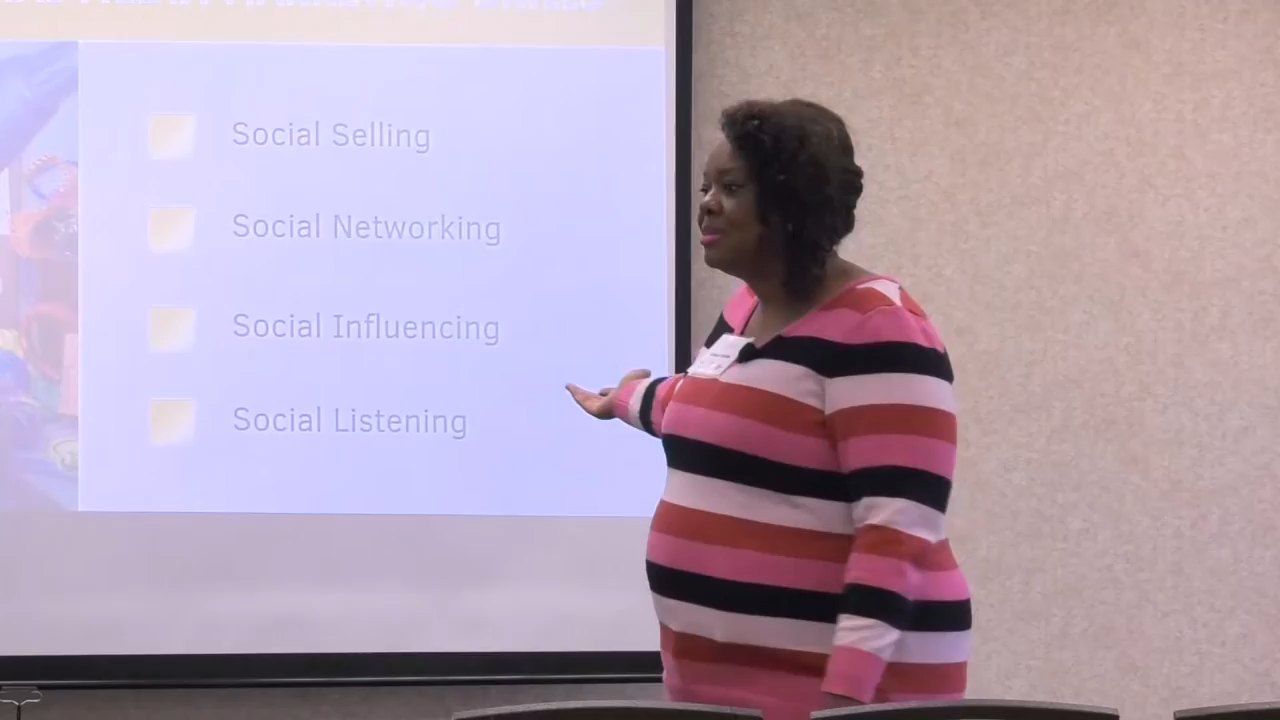 Social Selling
Social Networking
Social Influencing
Social Listening